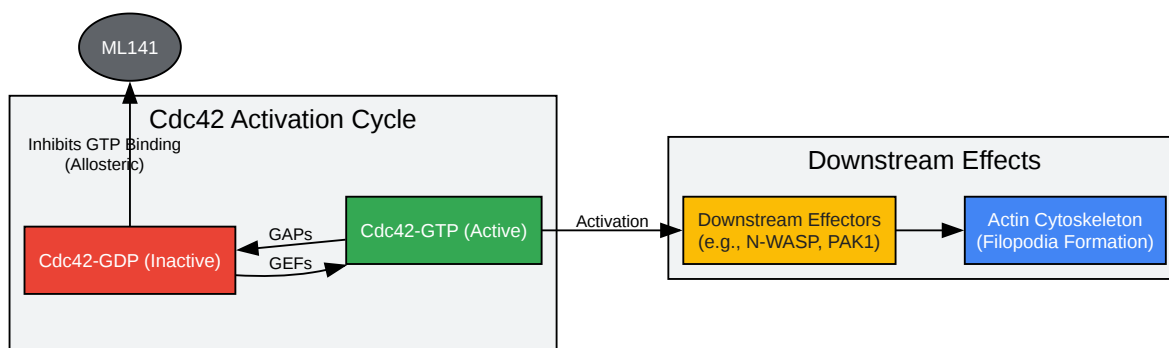 ML141
Cdc42 Activation Cycle
Inhibits GTP Binding
(Allosteric)
Cdc42-GDP (Inactive)
GAPs
GEFs
Cdc42-GTP (Active)
Activation
Downstream Effects
Downstream Effectors
(e.g., N-WASP, PAK1)
Actin Cytoskeleton
(Filopodia Formation)